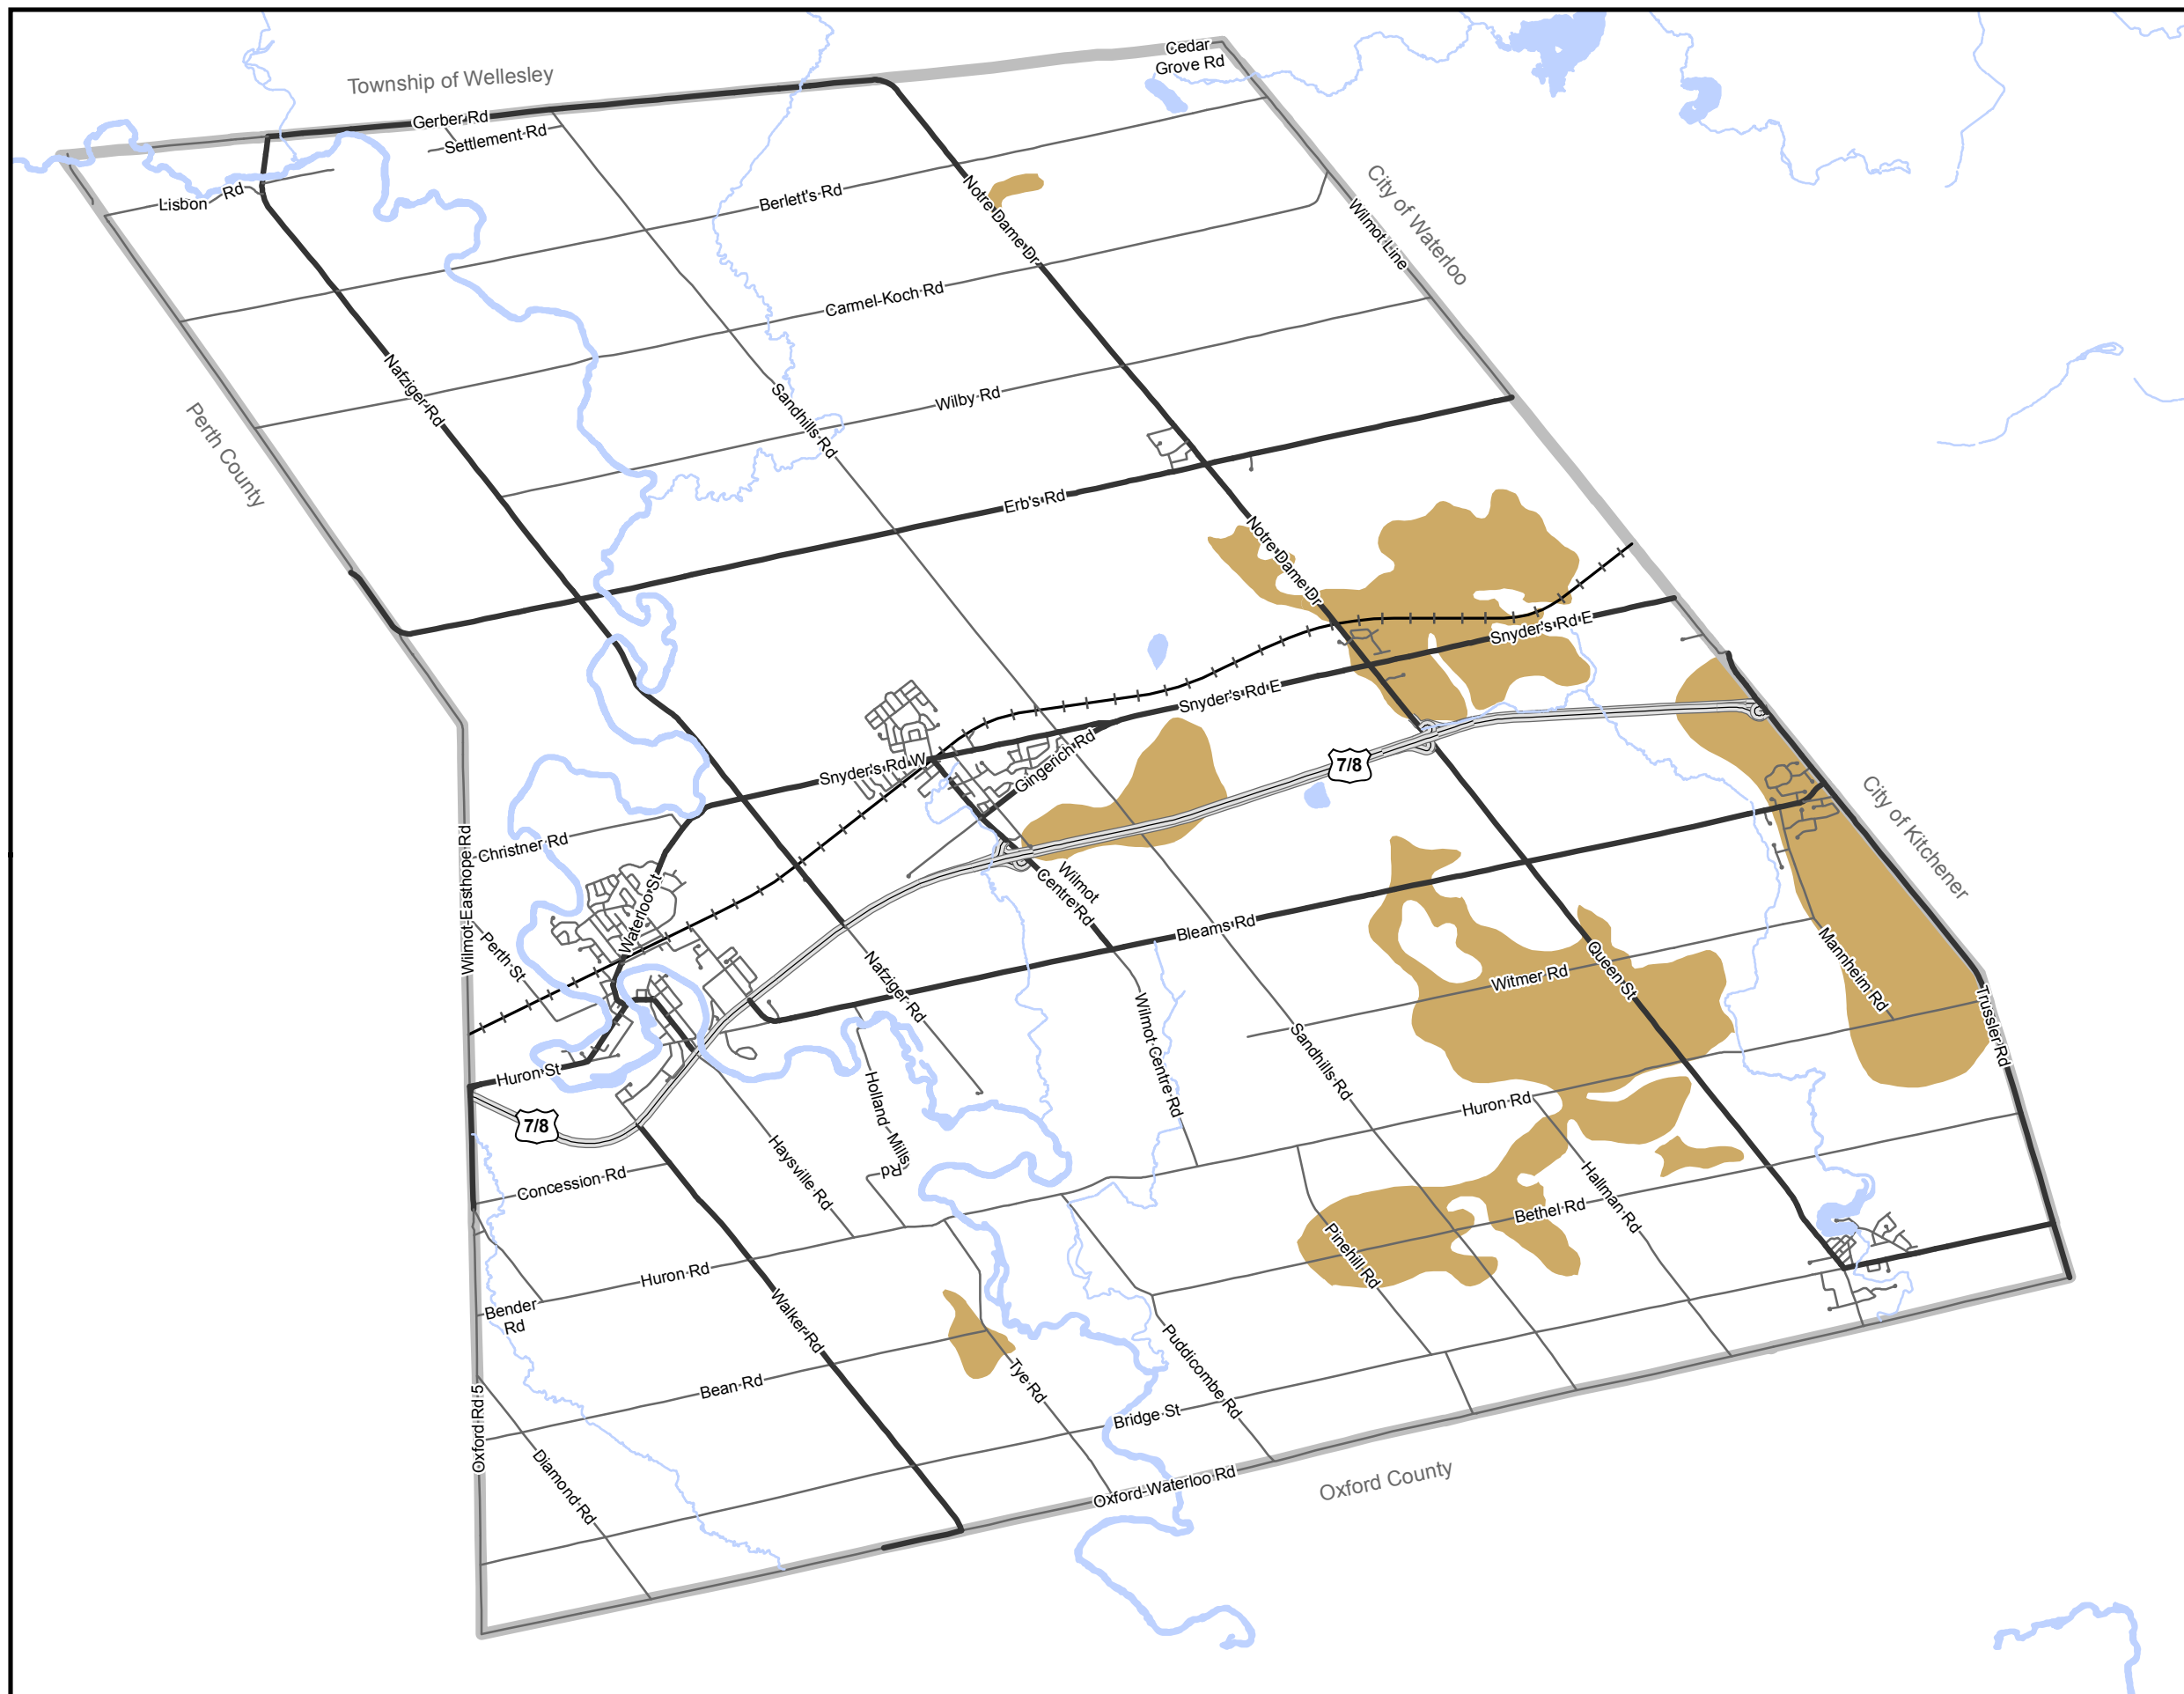 Cedar
Grove Rd
Township of Wellesley
Gerber Rd
Settlement Rd
Lisbon Rd
Berlett's Rd
Notre Dame Dr
City of Waterloo
Wilmot Line
Carmel-Koch Rd
Nafziger Rd
Sandhills Rd
Wilby Rd
Perth County
Erb's Rd
Notre Dame Dr
Snyder's Rd E
Snyder's Rd E
Gingerich Rd
Snyder's Rd W
7/8
City of Kitchener
Christner Rd
Wilmot-Easthope Rd
Waterloo St
Perth St
Wilmot
Centre Rd
Bleams Rd
Nafziger Rd
Witmer Rd
Queen St
Mannheim Rd
Trussler Rd
Wilmot Centre Rd
Sandhills Rd
Huron St
7/8
Holland Mills
Rd
Haysville Rd
Huron Rd
Concession Rd
Hallman Rd
Bethel Rd
Pinehill Rd
Huron Rd
Bender
Rd
Walker Rd
Puddicombe Rd
Tye Rd
Bean Rd
Bridge St
Oxford Rd 5
Diamond Rd
Oxford-Waterloo Rd
Oxford County